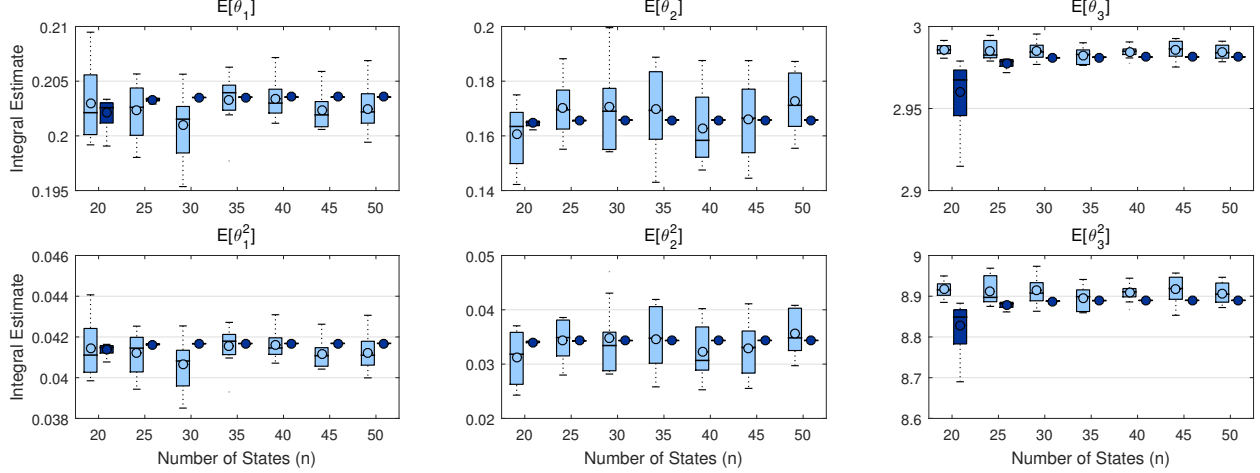 E[θ₁]
0.21
0.205
0.2
0.195
Integral Estimate
20 25 30 35 40 45 50
E[θ₂]
0.2
0.18
0.16
0.14
20 25 30 35 40 45 50
E[θ₃]
3
2.95
2.9
20 25 30 35 40 45 50
E[θ₁²]
0.046
0.044
0.042
0.04
0.038
Integral Estimate
20 25 30 35 40 45 50
Number of States (n)
E[θ₂²]
0.05
0.04
0.03
0.02
20 25 30 35 40 45 50
Number of States (n)
E[θ₃²]
9
8.9
8.8
8.7
8.6
20 25 30 35 40 45 50
Number of States (n)